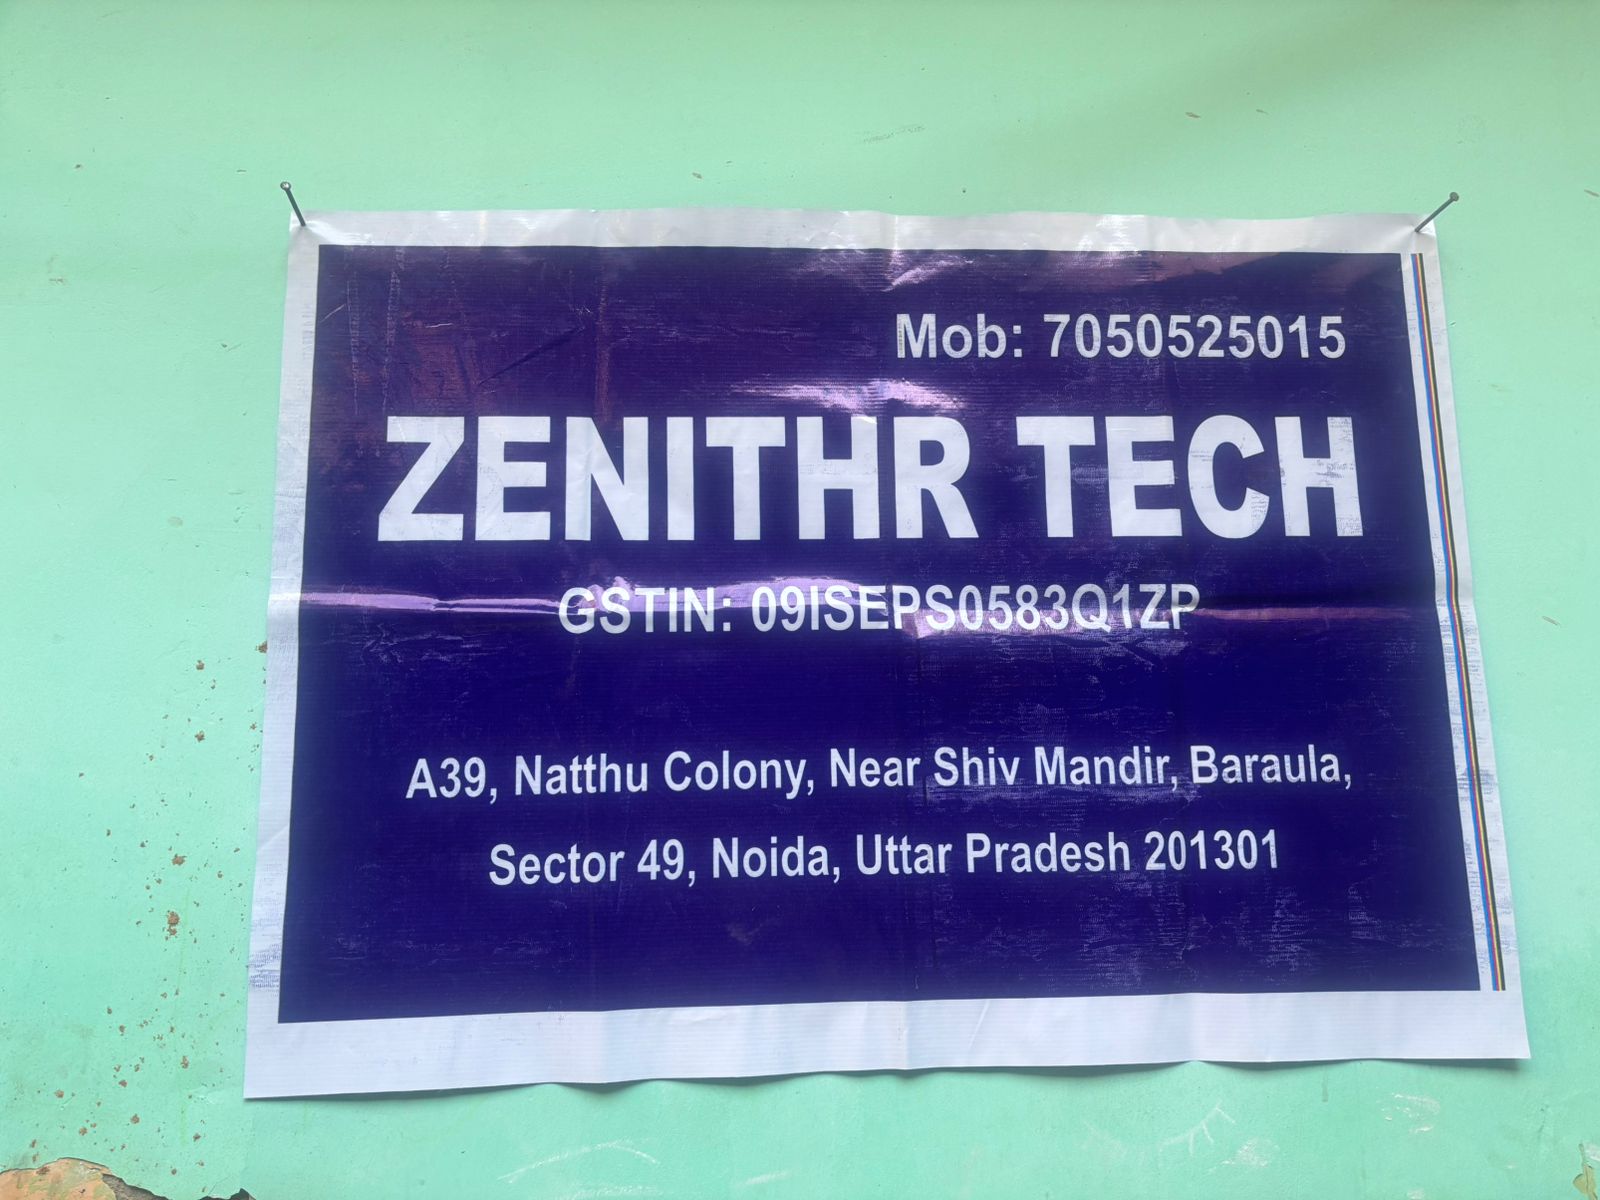 Mob: 7050525015
ZENITHR TECH
GSTIN: 09ISEPS0583Q1ZP
A39, Natthu Colony, Near Shiv Mandir, Baraula,
Sector 49, Noida, Uttar Pradesh 201301